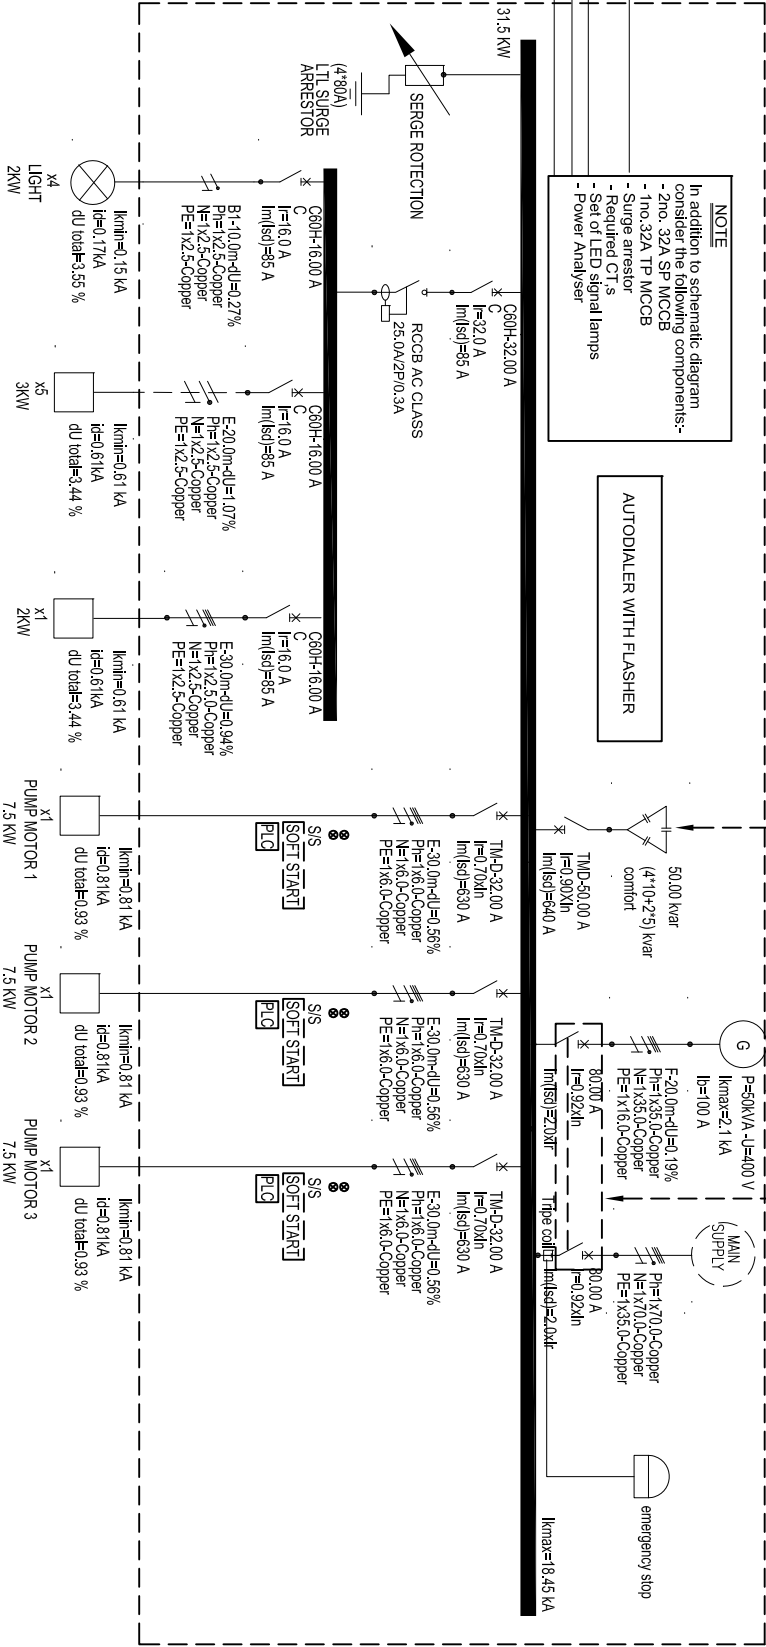 NOTE
In addition to schematic diagram
consider the following components:-
- 2no. 32A SP MCCB
- 1no.32A TP MCCB
- Surge arrestor
- Required CT,s
- Set of LED signal lamps
- Power Analyser
AUTODIALER WITH FLASHER
50.00 kvar
(4*10+2*5) kvar
comfort
TMD-50.00 A
Ir=0.90xIn
Im(Isd)=640 A
G
P=50kVA -U=400 V
Ikmax=2.1 kA
Ib=100 A
F-20.0m-dU=0.19%
Ph=1x35.0-Copper
N=1x35.0-Copper
PE=1x16.0-Copper
80.00 A
Ir=0.92xIn
Im(Isd)=2.0xIr
MAIN
SUPPLY
Ph=1x70.0-Copper
N=1x70.0-Copper
PE=1x35.0-Copper
80.00 A
Ir=0.92xIn
Im(Isd)=2.0xIr
Tripe coil
emergency stop
Ikmax=18.45 kA
31.5 KW
SERGE ROTECTION
(4*80A)
LTL SURGE
ARRESTOR
C60H-32.00 A
C
Ir=32.0 A
Im(Isd)=85 A
RCCB AC CLASS
25.0A/2P/0.3A
C60H-16.00 A
C
Ir=16.0 A
Im(Isd)=85 A
B1-10.0m-dU=0.27%
Ph=1x2.5-Copper
N=1x2.5-Copper
PE=1x2.5-Copper
Ikmin=0.15 kA
id=0.17kA
dU total=3.55 %
x4
LIGHT
2KW
C60H-16.00 A
C
Ir=16.0 A
Im(Isd)=85 A
E-20.0m-dU=1.07%
Ph=1x2.5-Copper
N=1x2.5-Copper
PE=1x2.5-Copper
Ikmin=0.61 kA
id=0.61kA
dU total=3.44 %
x5
3KW
C60H-16.00 A
C
Ir=16.0 A
Im(Isd)=85 A
E-30.0m-dU=0.94%
Ph=1x2.5.0-Copper
N=1x2.5-Copper
PE=1x2.5-Copper
Ikmin=0.61 kA
id=0.61kA
dU total=3.44 %
x1
2KW
TM-D-32.00 A
Ir=0.70xIn
Im(Isd)=630 A
E-30.0m-dU=0.56%
Ph=1x6.0-Copper
N=1x6.0-Copper
PE=1x6.0-Copper
S/S
SOFT START
PLC
Ikmin=0.81 kA
id=0.81kA
dU total=0.93 %
x1
PUMP MOTOR 1
7.5 KW
TM-D-32.00 A
Ir=0.70xIn
Im(Isd)=630 A
E-30.0m-dU=0.56%
Ph=1x6.0-Copper
N=1x6.0-Copper
PE=1x6.0-Copper
S/S
SOFT START
PLC
Ikmin=0.81 kA
id=0.81kA
dU total=0.93 %
x1
PUMP MOTOR 2
7.5 KW
TM-D-32.00 A
Ir=0.70xIn
Im(Isd)=630 A
E-30.0m-dU=0.56%
Ph=1x6.0-Copper
N=1x6.0-Copper
PE=1x6.0-Copper
S/S
SOFT START
PLC
Ikmin=0.81 kA
id=0.81kA
dU total=0.93 %
x1
PUMP MOTOR 3
7.5 KW